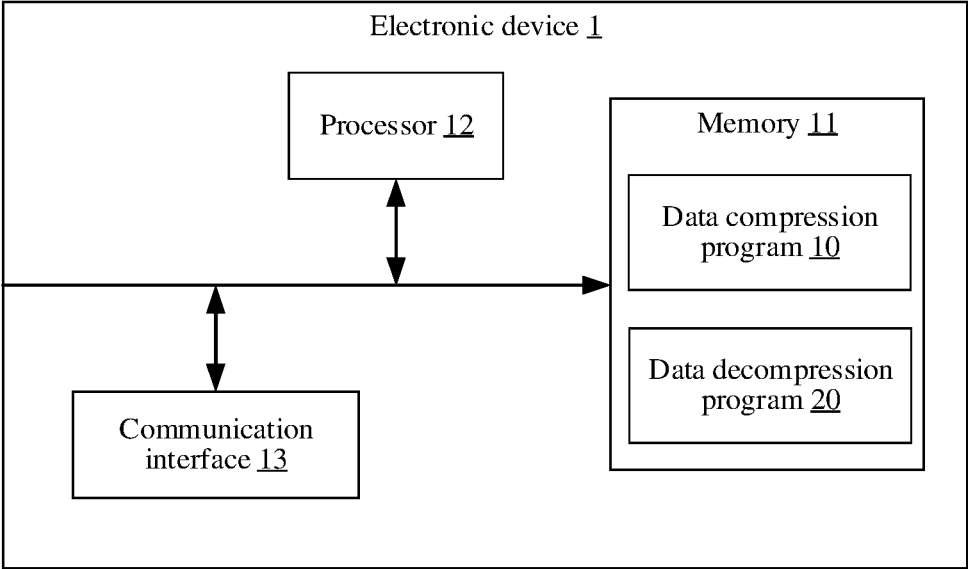 Electronic device 1
Processor 12
Memory 11
Data compression
program 10
Data decompression
program 20
Communication
interface 13